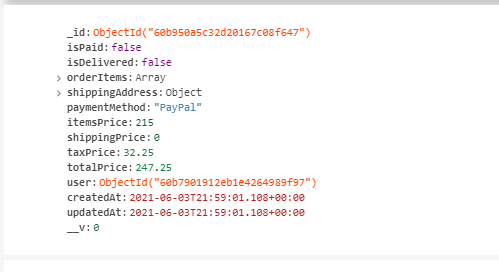 _id: ObjectId("60b950a5c32d20167c08f647")
isPaid: false
isDelivered: false
orderItems: Array
shippingAddress: Object
paymentMethod: "PayPal"
itemsPrice: 215
shippingPrice: 0
taxPrice: 32.25
totalPrice: 247.25
user: ObjectId("60b7901912eb1e4264989f97")
createdAt: 2021-06-03T21:59:01.108+00:00
updatedAt: 2021-06-03T21:59:01.108+00:00
__v: 0